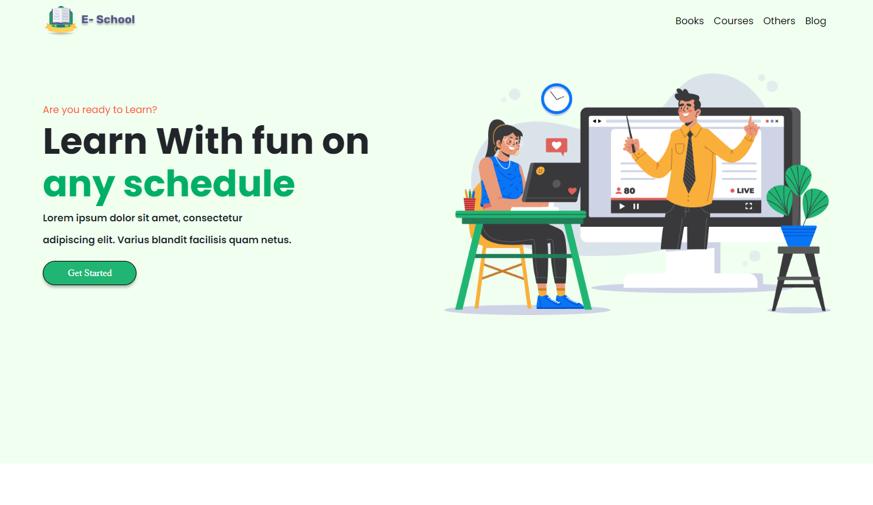 E- School
Books Courses Others Blog
Are you ready to Learn?
Learn With fun on
any schedule
Lorem ipsum dolor sit amet, consectetur
adipiscing elit. Varius blandit facilisis quam netus.
Get Started
80
LIVE